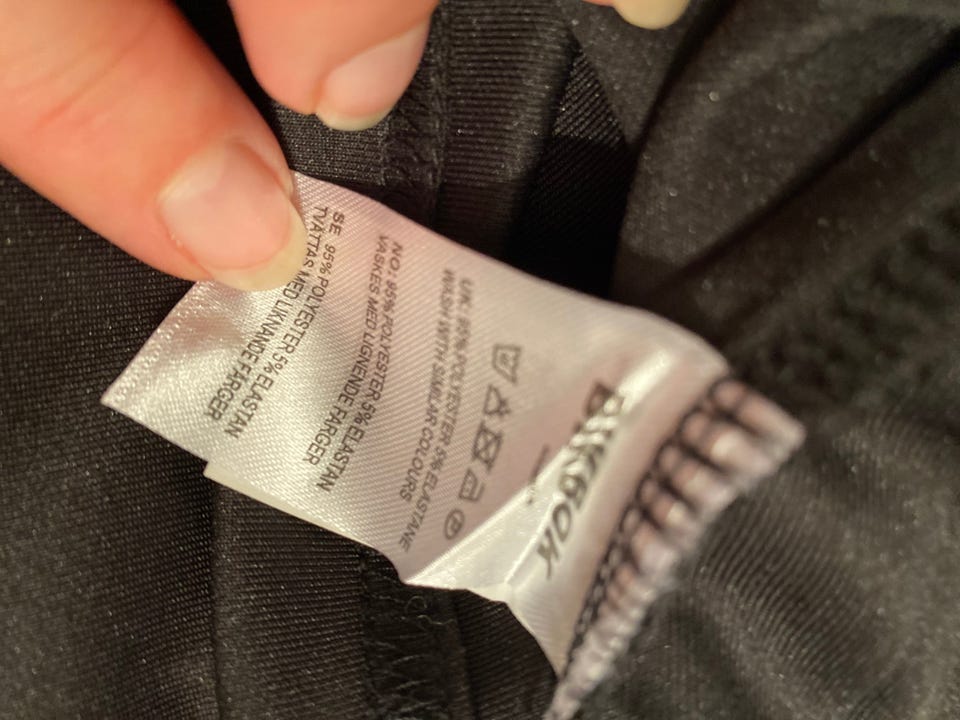 BIKBOK
UK: 95% POLYESTER 5% ELASTANE
WASH WITH SIMILAR COLOURS
NO: 95% POLYESTER 5% ELASTAN
VASKES MED LIGNENDE FARGER
SE 95% POLYESTER 5% ELASTAN
TVÄTTAS MED LIKNANDE FÄRGER